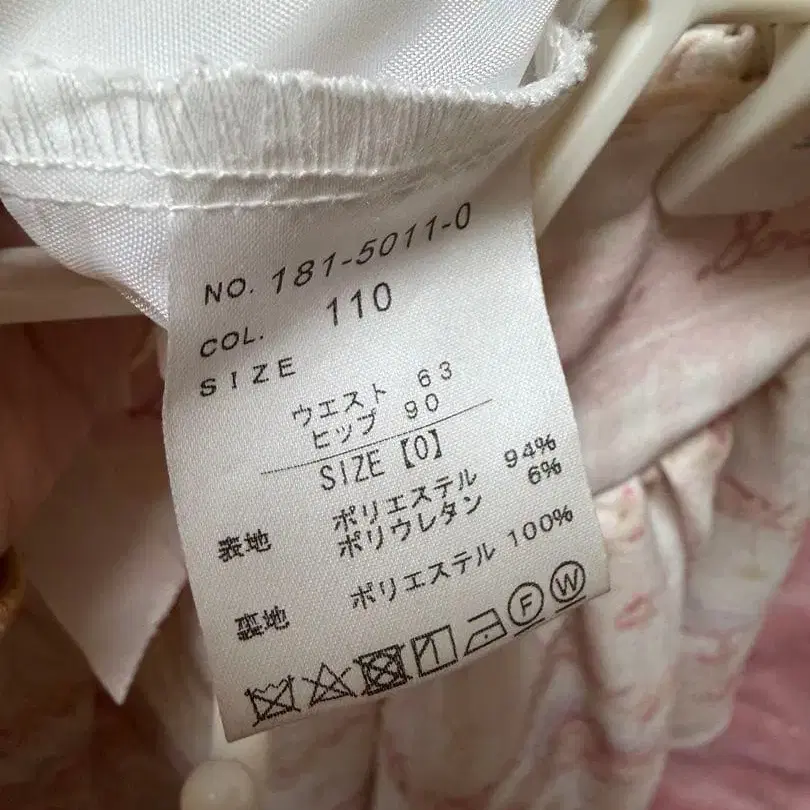 NO. 181-5011-0
COL. 110
SIZE
ウエスト 63
ヒップ 90
SIZE【0】
表地 ポリエステル 94%
ポリウレタン 6%
裏地 ポリエステル 100%
F W